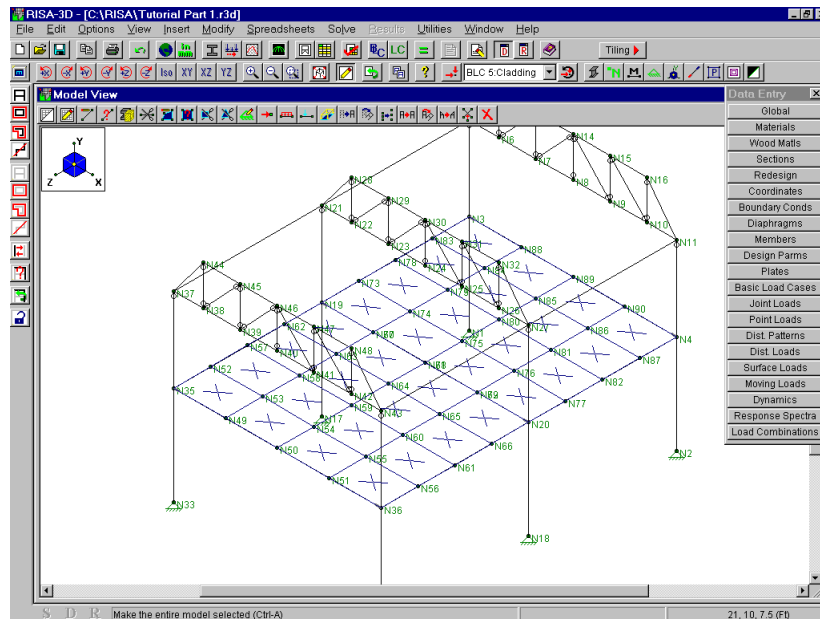 RISA-3D - [C:\RISA\Tutorial Part 1.r3d]
File Edit Options View Insert Modify Spreadsheets Solve Results Utilities Window Help
BC LC = D R Tiling
Iso XY XZ YZ ? BLC 5:Cladding N M P
Model View
Data Entry
Global
Materials
Wood Matls
Sections
Redesign
Coordinates
Boundary Conds
Diaphragms
Members
Design Parms
Plates
Basic Load Cases
Joint Loads
Point Loads
Dist. Patterns
Dist. Loads
Surface Loads
Moving Loads
Dynamics
Response Spectra
Load Combinations
Y
Z X
N6 N14
N7 N15
N8 N16
N9
N10
N11
N28
N21 N29
N22 N30 N3
N23 N83 N88
N24 N78 N32
N44 N89
N37 N45 N73 N25 N85
N38 N46 N19 N74 N26 N90
N39 N62 N80 N27 N86
N40 N57 N1 N4
N47 N75 N81 N87
N52 N48 N76 N82
N35 N41 N58 N64 N77
N53 N42 N59 N65 N20
N49 N17 N43 N66
N54 N60
N50 N55 N61 N2
N51 N56
N33 N36
N18
S D R Make the entire model selected (Ctrl-A) 21, 10, 7.5 (Ft)